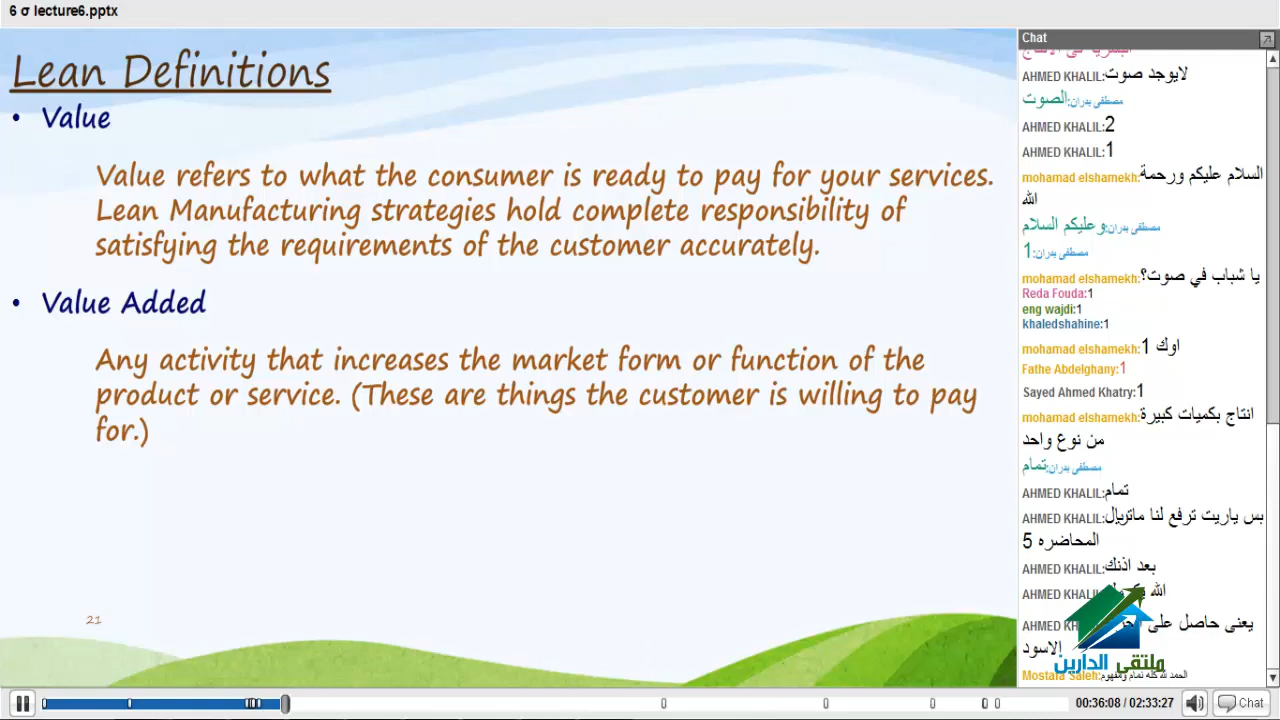 6 σ lecture6.pptx
Lean Definitions
• Value
Value refers to what the consumer is ready to pay for your services.
Lean Manufacturing strategies hold complete responsibility of
satisfying the requirements of the customer accurately.
• Value Added
Any activity that increases the market form or function of the
product or service. (These are things the customer is willing to pay
for.)
21
Chat
AHMED KHALIL:لايوجد صوت
مصطفى بدران:الصوت
AHMED KHALIL:2
AHMED KHALIL:1
mohamad elshamekh:السلام عليكم ورحمة
الله
مصطفى بدران:وعليكم السلام
مصطفى بدران:1
mohamad elshamekh:يا شباب في صوت؟
Reda Fouda:1
eng wajdi:1
khaledshahine:1
mohamad elshamekh:اوك 1
Fathe Abdelghany:1
Sayed Ahmed Khatry:1
mohamad elshamekh:انتاج بكميات كبيرة
من نوع واحد
مصطفى بدران:تمام
AHMED KHALIL:تمام
AHMED KHALIL:بس ياريت ترفع لنا ماتريال
المحاضره 5
AHMED KHALIL:بعد اذنك
AHMED KHALIL:الله
AHMED يعنى حاصل على
الاسود
Mostafa Saleh:الحمد لله كله تمام ومفهوم
ملتقى الدارين
00:36:08 / 02:33:27
Chat